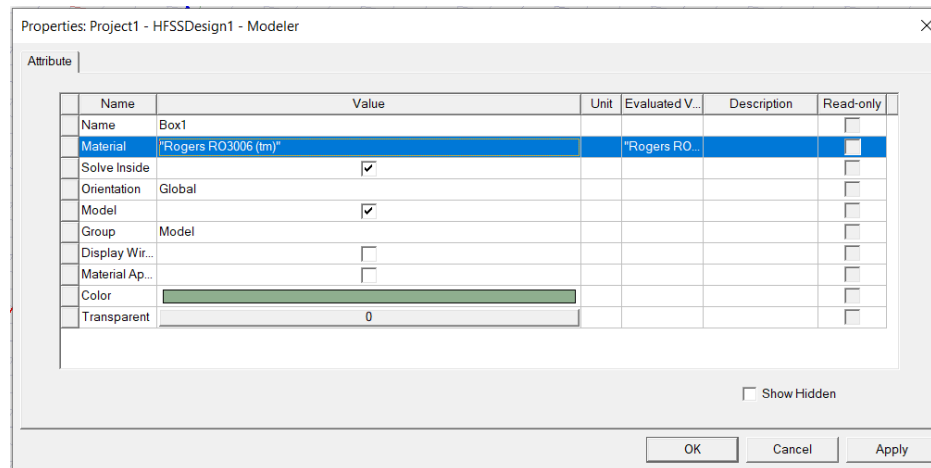 Properties: Project1 - HFSSDesign1 - Modeler
Attribute
Name Value Unit Evaluated V... Description Read-only
Name Box1
Material "Rogers RO3006 (tm)" "Rogers RO...
Solve Inside
Orientation Global
Model
Group Model
Display Wir...
Material Ap...
Color
Transparent 0
Show Hidden
OK Cancel Apply